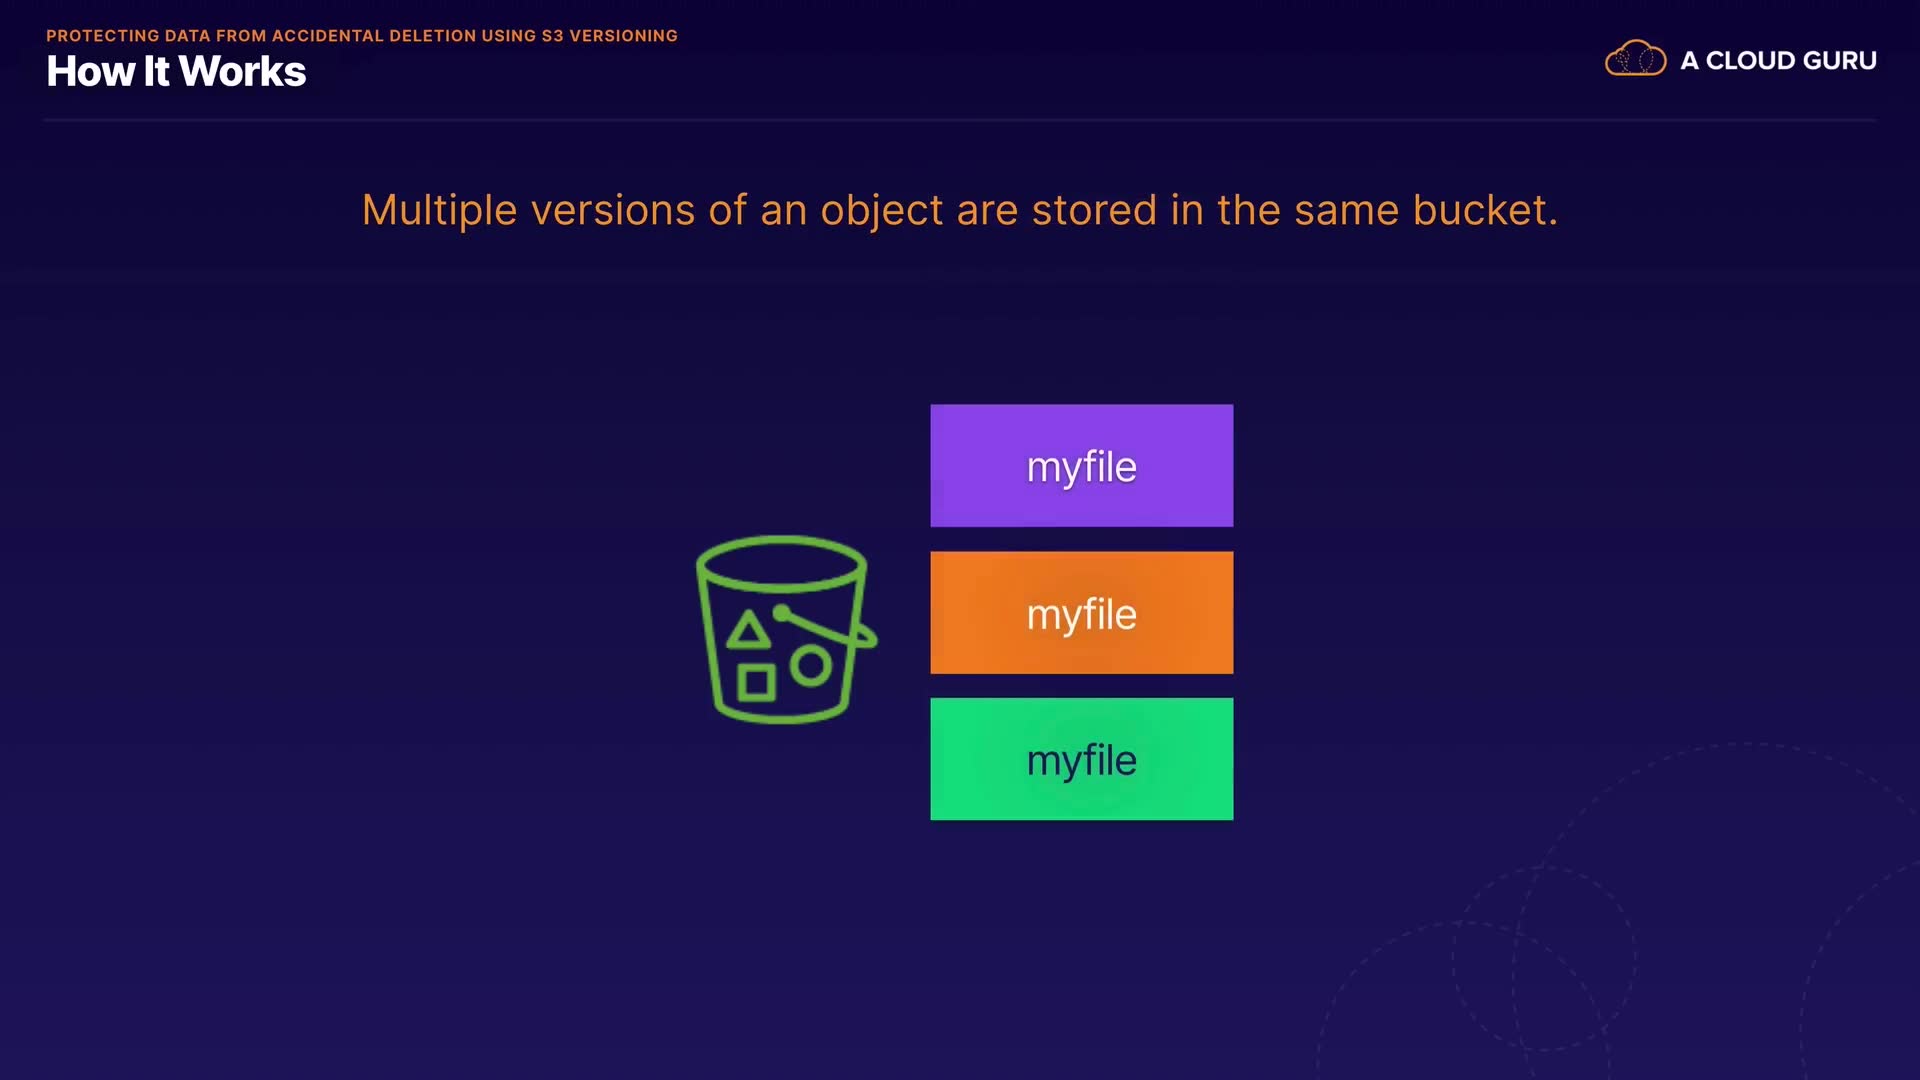 PROTECTING DATA FROM ACCIDENTAL DELETION USING S3 VERSIONING
How It Works
A CLOUD GURU
Multiple versions of an object are stored in the same bucket.
myfile
myfile
myfile